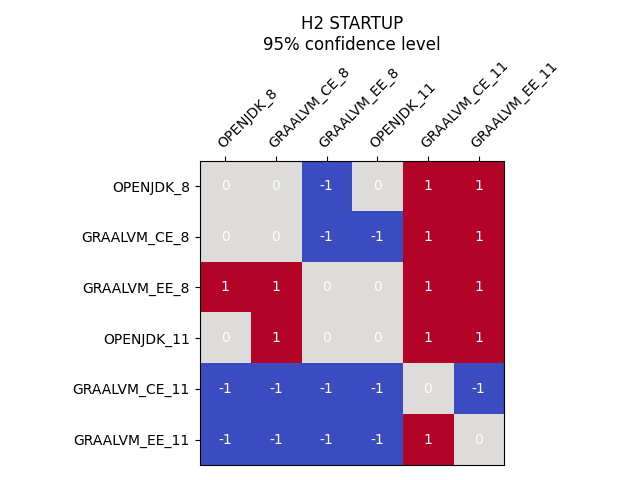 H2 STARTUP
95% confidence level
OPENJDK_8 GRAALVM_CE_8 GRAALVM_EE_8 OPENJDK_11 GRAALVM_CE_11 GRAALVM_EE_11
OPENJDK_8 0 0 -1 0 1 1
GRAALVM_CE_8 0 0 -1 -1 1 1
GRAALVM_EE_8 1 1 0 0 1 1
OPENJDK_11 0 1 0 0 1 1
GRAALVM_CE_11 -1 -1 -1 -1 0 -1
GRAALVM_EE_11 -1 -1 -1 -1 1 0